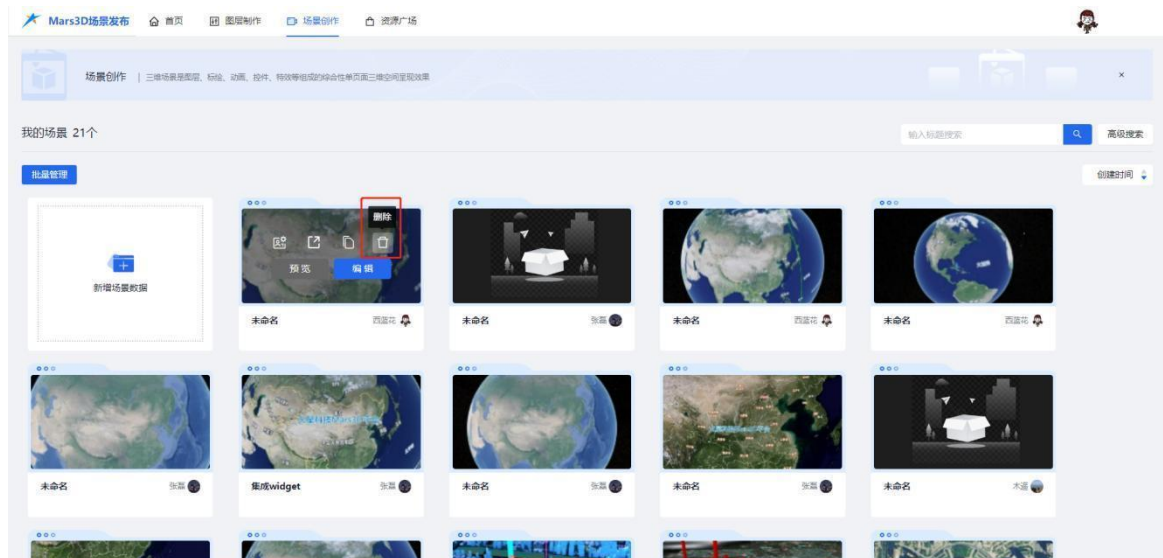 Mars3D场景发布 首页 图层制作 场景创作 资源广场
场景创作 | 三维场景是图层、标绘、动画、控件、特效等组成的综合性单页面三维空间呈现效果 ×
我的场景 21个 输入标题搜索 高级搜索
批量管理 创建时间
删除
预览 编辑
新增场景数据
未命名 西蓝花 未命名 张磊 未命名 西蓝花 未命名 西蓝花
未命名 张磊 集成widget 张磊 未命名 张磊 未命名 张磊 未命名 木遥